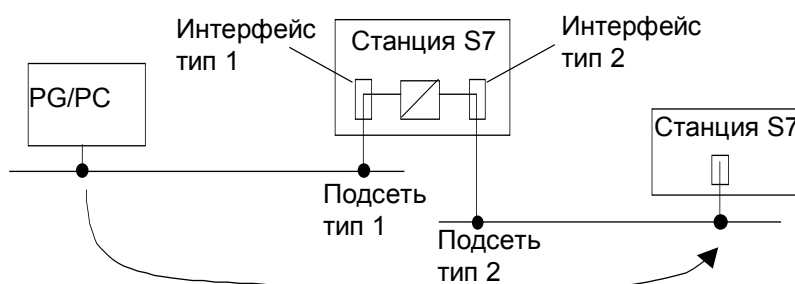 Интерфейс
тип 1
Станция S7
Интерфейс
тип 2
PG/PC
Станция S7
Подсеть
тип 1
Подсеть
тип 2